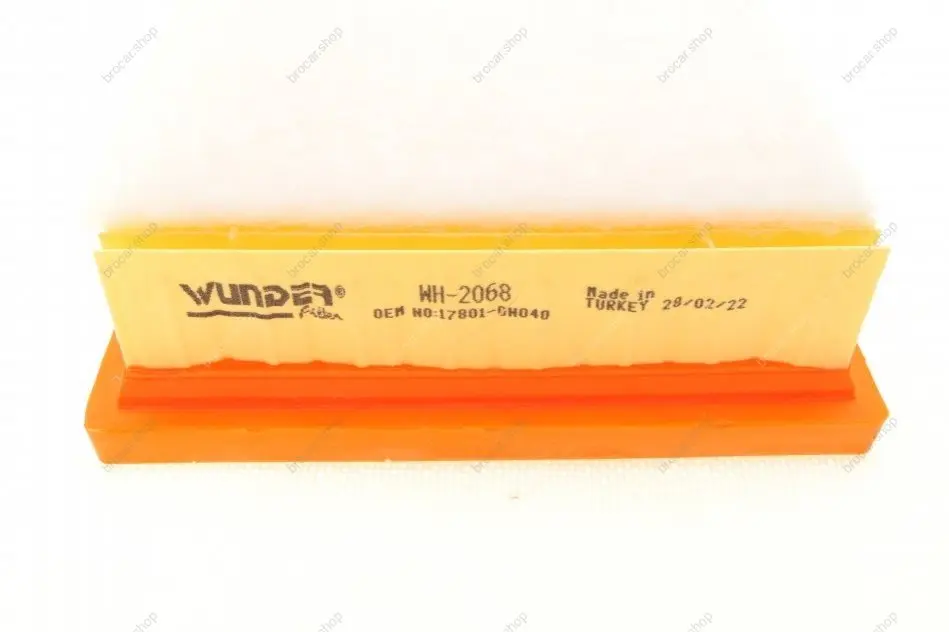 WUNDER®
Filter
WH-2068
OEM NO:17801-0H040
Made in
TURKEY 28/02/22
brocar.shop